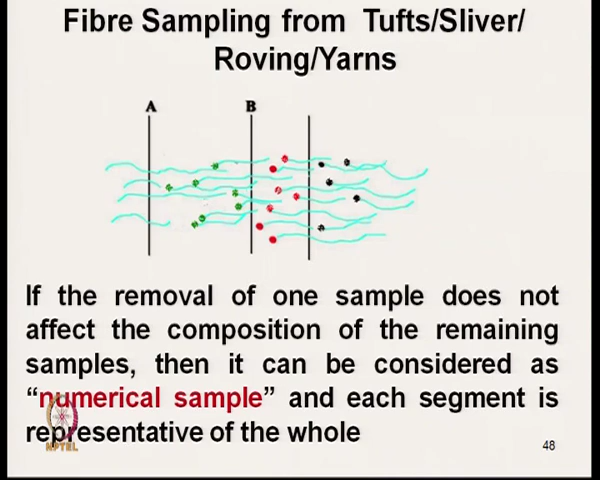 Fibre Sampling from Tufts/Sliver/
Roving/Yarns
A B
If the removal of one sample does not
affect the composition of the remaining
samples, then it can be considered as
“numerical sample” and each segment is
representative of the whole
NPTEL
48